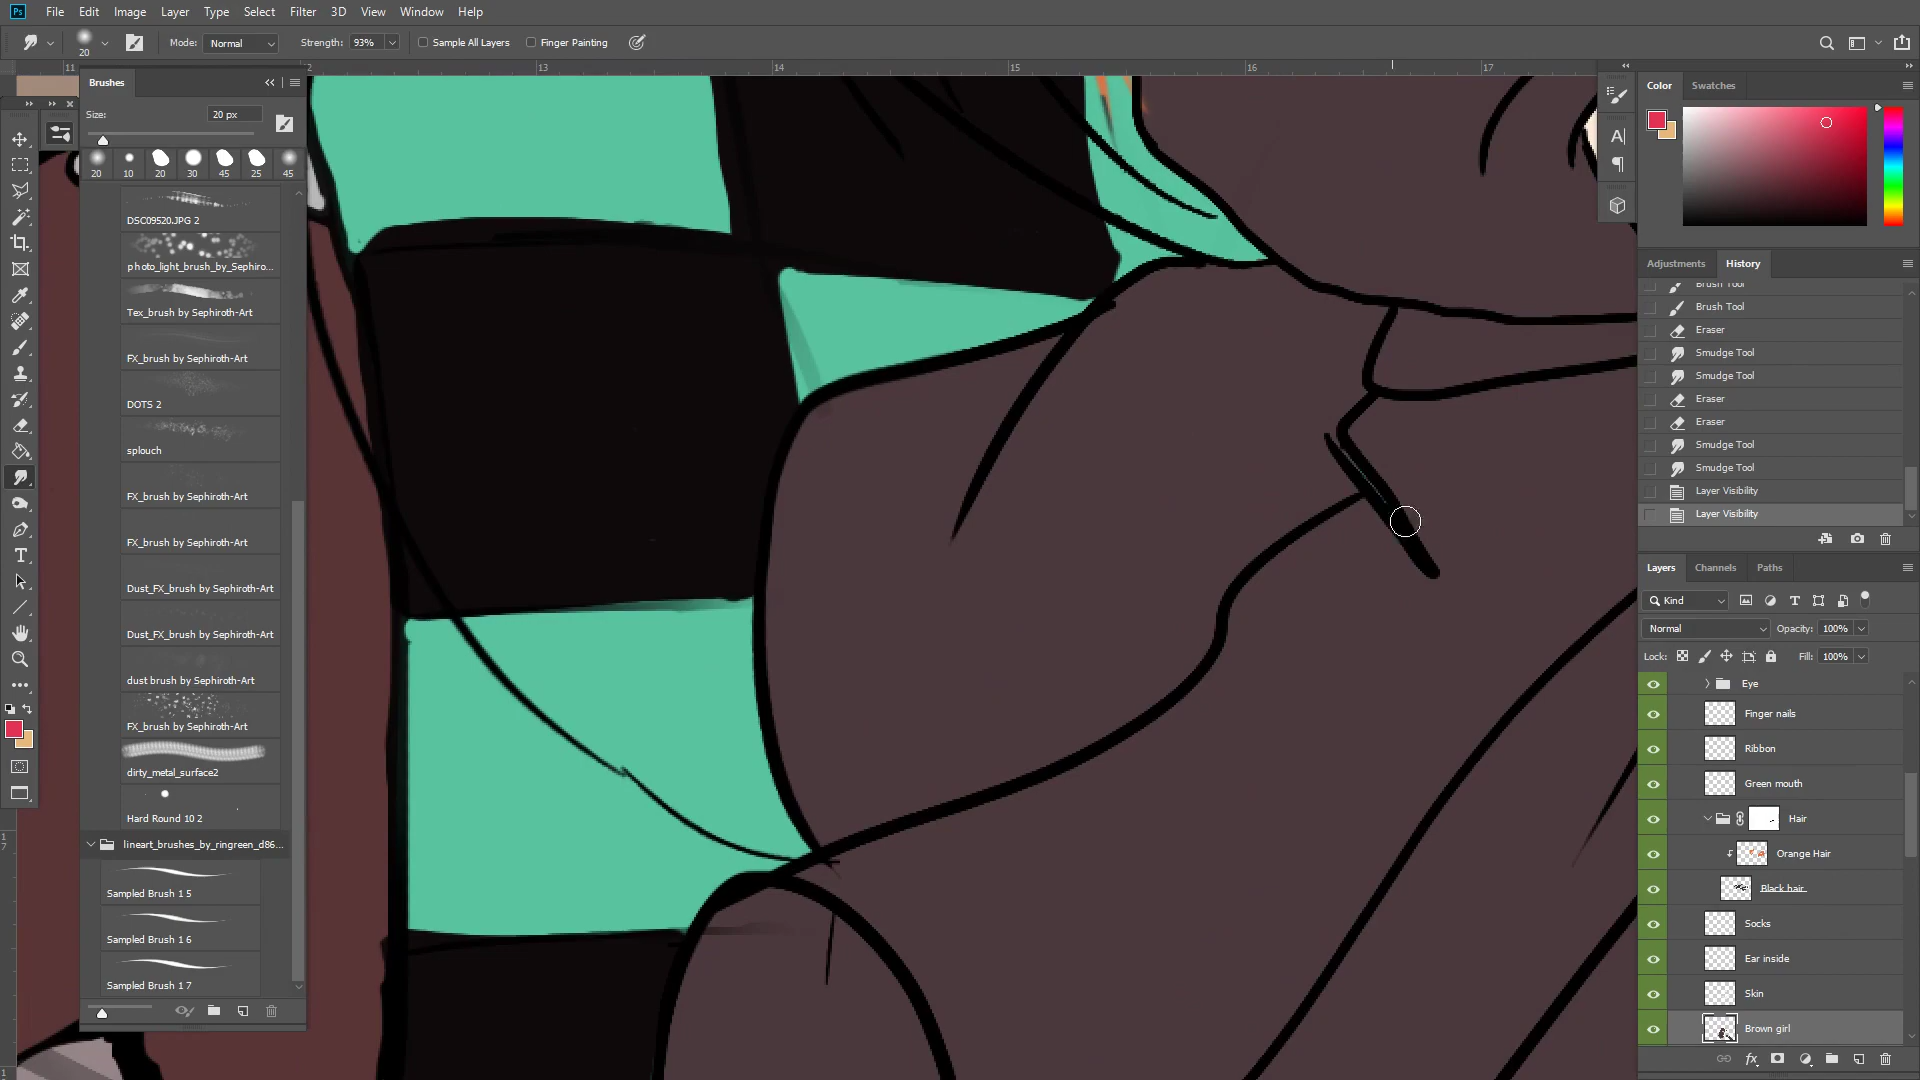 Ps File Edit Image Layer Type Select Filter 3D View Window Help
20 Mode: Normal Strength: 93% Sample All Layers Finger Painting
11 12 13 14 15 16 17
Brushes
Size: 20 px
20 10 20 30 45 25 45
DSC09520.JPG 2
photo_light_brush_by_Sephiro...
Tex_brush by Sephiroth-Art
FX_brush by Sephiroth-Art
DOTS 2
splouch
FX_brush by Sephiroth-Art
FX_brush by Sephiroth-Art
Dust_FX_brush by Sephiroth-Art
Dust_FX_brush by Sephiroth-Art
dust brush by Sephiroth-Art
FX_brush by Sephiroth-Art
dirty_metal_surface2
Hard Round 10 2
lineart_brushes_by_ringreen_d86...
Sampled Brush 1 5
Sampled Brush 1 6
Sampled Brush 1 7
Color Swatches
Adjustments History
Brush Tool
Brush Tool
Eraser
Smudge Tool
Smudge Tool
Eraser
Eraser
Smudge Tool
Smudge Tool
Layer Visibility
Layer Visibility
Layers Channels Paths
Kind
Normal Opacity: 100%
Lock: Fill: 100%
Eye
Finger nails
Ribbon
Green mouth
Hair
Orange Hair
Black hair
Socks
Ear inside
Skin
Brown girl